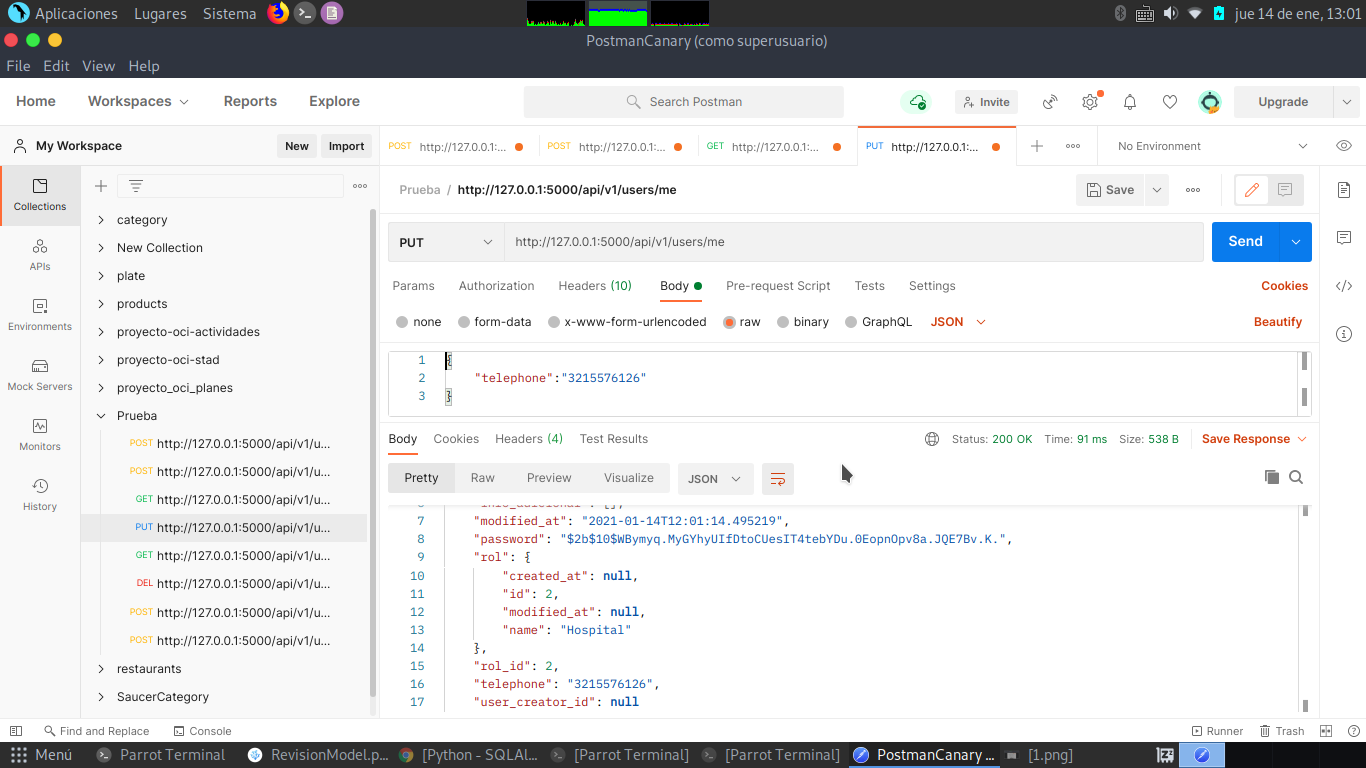 Aplicaciones Lugares Sistema jue 14 de ene, 13:01
PostmanCanary (como superusuario)
File Edit View Help
Home Workspaces Reports Explore Search Postman Invite Upgrade
My Workspace New Import
POST http://127.0.0.1:... POST http://127.0.0.1:... GET http://127.0.0.1:... PUT http://127.0.0.1:... No Environment
Prueba / http://127.0.0.1:5000/api/v1/users/me Save
PUT http://127.0.0.1:5000/api/v1/users/me Send
Params Authorization Headers (10) Body Pre-request Script Tests Settings Cookies
none form-data x-www-form-urlencoded raw binary GraphQL JSON Beautify
1 {
2 "telephone":"3215576126"
3 }
Body Cookies Headers (4) Test Results Status: 200 OK Time: 91 ms Size: 538 B Save Response
Pretty Raw Preview Visualize JSON
7 "modified_at": "2021-01-14T12:01:14.495219",
8 "password": "$2b$10$WBymyq.MyGYhyUIfDtoCUesIT4tebYDu.0EopnOpv8a.JQE7Bv.K.",
9 "rol": {
10 "created_at": null,
11 "id": 2,
12 "modified_at": null,
13 "name": "Hospital"
14 },
15 "rol_id": 2,
16 "telephone": "3215576126",
17 "user_creator_id": null
Collections
APIs
Environments
Mock Servers
Monitors
History
category
New Collection
plate
products
proyecto-oci-actividades
proyecto-oci-stad
proyecto_oci_planes
Prueba
POST http://127.0.0.1:5000/api/v1/u...
POST http://127.0.0.1:5000/api/v1/u...
GET http://127.0.0.1:5000/api/v1/u...
PUT http://127.0.0.1:5000/api/v1/u...
GET http://127.0.0.1:5000/api/v1/u...
DEL http://127.0.0.1:5000/api/v1/u...
POST http://127.0.0.1:5000/api/v1/u...
POST http://127.0.0.1:5000/api/v1/u...
restaurants
SaucerCategory
Find and Replace Console Runner Trash
Menú Parrot Terminal RevisionModel.p... [Python - SQLAl... [Parrot Terminal] [Parrot Terminal] PostmanCanary ... [1.png]